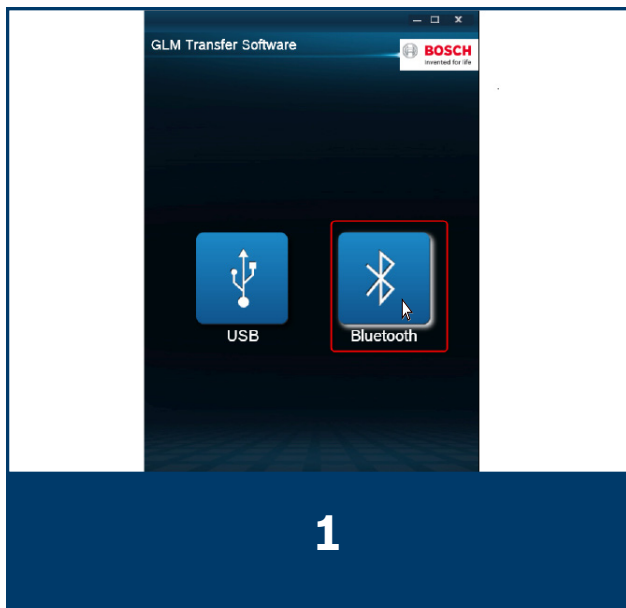 GLM Transfer Software
BOSCH
Invented for life
USB
Bluetooth
1